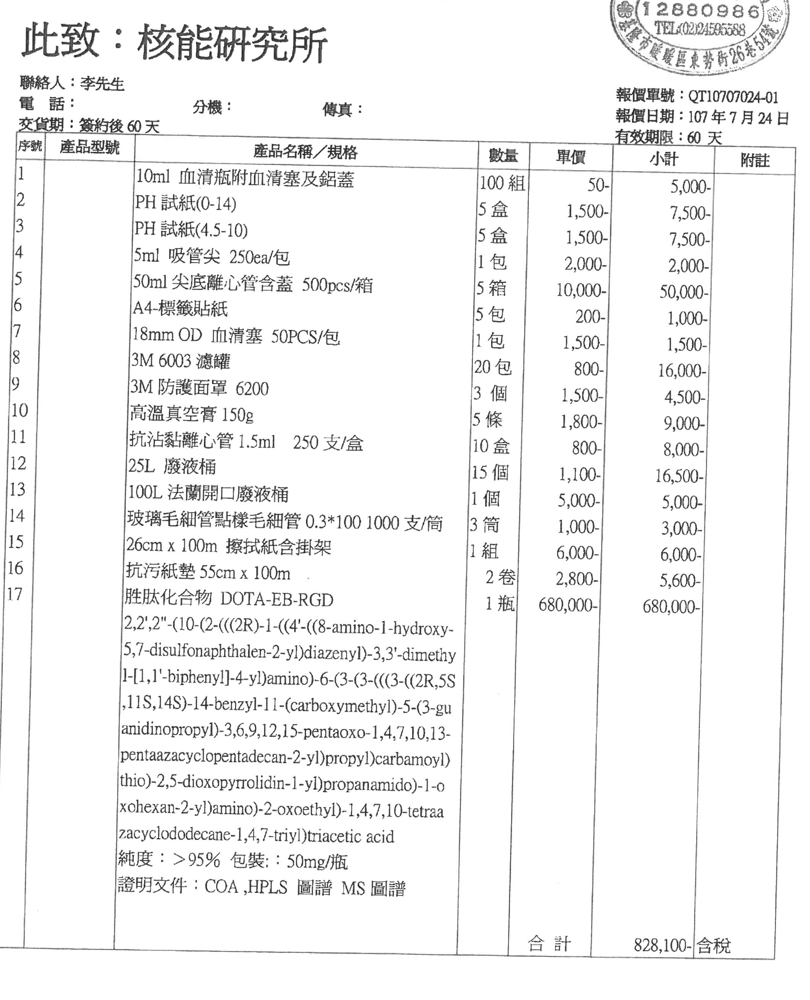 12880986
TEL:(02)24595588
基隆市暖暖區東勢街26巷54號
此致：核能研究所
聯絡人：李先生
電 話： 分機： 傳真：
交貨期：簽約後 60 天
報價單號：QT10707024-01
報價日期：107 年 7 月 24 日
有效期限：60 天
序號 產品型號 產品名稱／規格 數量 單價 小計 附註
1 10ml 血清瓶附血清塞及鋁蓋 100 組 50- 5,000-
2 PH 試紙(0-14) 5 盒 1,500- 7,500-
3 PH 試紙(4.5-10) 5 盒 1,500- 7,500-
4 5ml 吸管尖 250ea/包 1 包 2,000- 2,000-
5 50ml 尖底離心管含蓋 500pcs/箱 5 箱 10,000- 50,000-
6 A4-標籤貼紙 5 包 200- 1,000-
7 18mm OD 血清塞 50PCS/包 1 包 1,500- 1,500-
8 3M 6003 濾罐 20 包 800- 16,000-
9 3M 防護面罩 6200 3 個 1,500- 4,500-
10 高溫真空膏 150g 5 條 1,800- 9,000-
11 抗沾黏離心管 1.5ml 250 支/盒 10 盒 800- 8,000-
12 25L 廢液桶 15 個 1,100- 16,500-
13 100L 法蘭開口廢液桶 1 個 5,000- 5,000-
14 玻璃毛細管點樣毛細管 0.3*100 1000 支/筒 3 筒 1,000- 3,000-
15 26cm x 100m 擦拭紙含掛架 1 組 6,000- 6,000-
16 抗污紙墊 55cm x 100m 2 卷 2,800- 5,600-
17 胜肽化合物 DOTA-EB-RGD 1 瓶 680,000- 680,000-
2,2',2"-(10-(2-(((2R)-1-((4'-((8-amino-1-hydroxy-
5,7-disulfonaphthalen-2-yl)diazenyl)-3,3'-dimethy
l-[1,1'-biphenyl]-4-yl)amino)-6-(3-(3-(((3-((2R,5S
,11S,14S)-14-benzyl-11-(carboxymethyl)-5-(3-gu
anidinopropyl)-3,6,9,12,15-pentaoxo-1,4,7,10,13-
pentaazacyclopentadecan-2-yl)propyl)carbamoyl)
thio)-2,5-dioxopyrrolidin-1-yl)propanamido)-1-o
xohexan-2-yl)amino)-2-oxoethyl)-1,4,7,10-tetraa
zacyclododecane-1,4,7-triyl)triacetic acid
純度：＞95% 包裝:：50mg/瓶
證明文件：COA ,HPLS 圖譜 MS 圖譜
合 計 828,100- 含稅